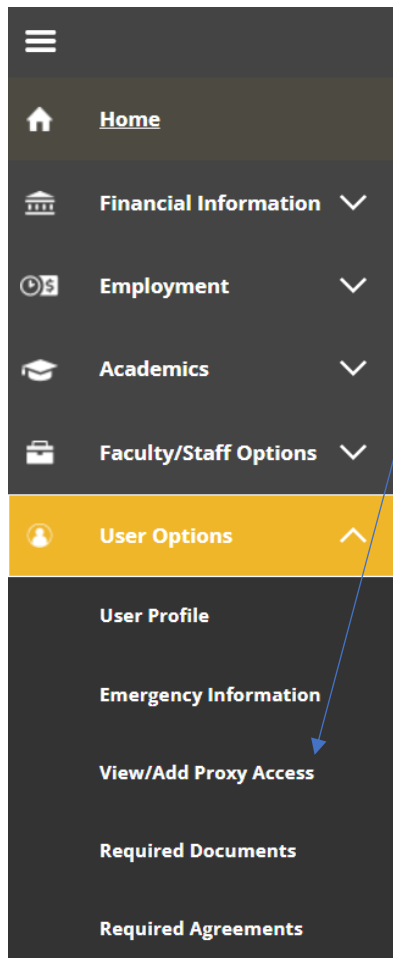 Home
Financial Information
Employment
Academics
Faculty/Staff Options
User Options
User Profile
Emergency Information
View/Add Proxy Access
Required Documents
Required Agreements